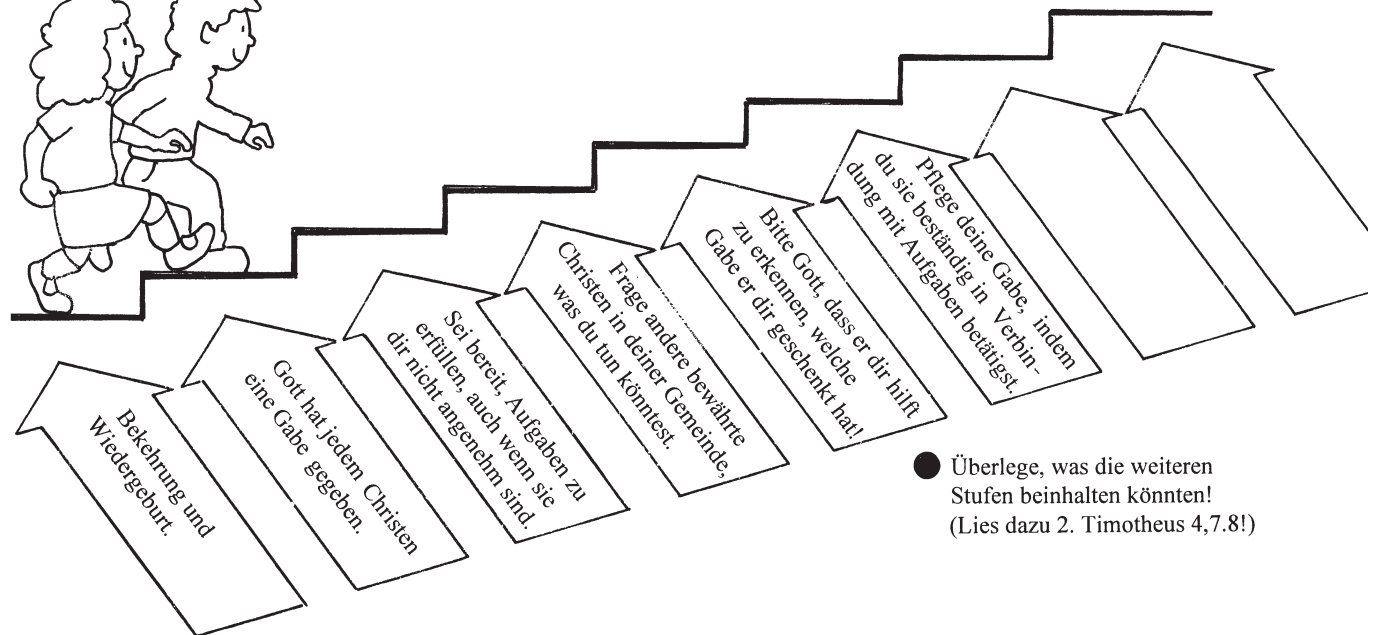 Bekehrung und
Wiedergeburt.
Gott hat jedem Christen
eine Gabe gegeben.
Sei bereit, Aufgaben zu
erfüllen, auch wenn sie
dir nicht angenehm sind.
Frage andere bewährte
Christen in deiner Gemeinde,
was du tun könntest.
Bitte Gott, dass er dir hilft
zu erkennen, welche
Gabe er dir geschenkt hat!
Pflege deine Gabe, indem
du sie beständig in Verbin-
dung mit Aufgaben betätigst.
Überlege, was die weiteren
Stufen beinhalten könnten!
(Lies dazu 2. Timotheus 4,7.8!)